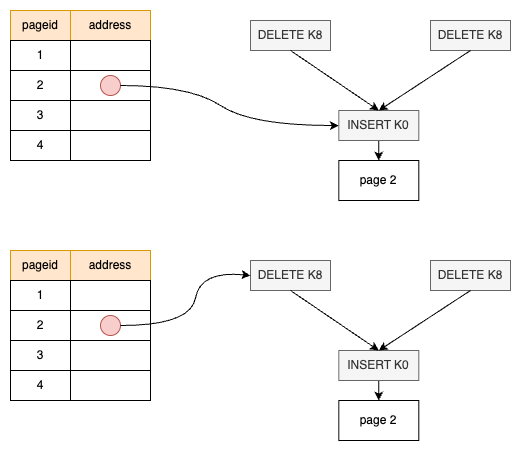 pageid address
1
2
3
4
DELETE K8 DELETE K8
INSERT K0
page 2
pageid address
1
2
3
4
DELETE K8 DELETE K8
INSERT K0
page 2